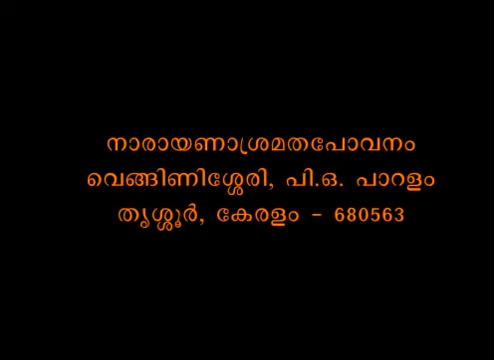 നാരായണാശ്രമതപോവനം
വെങ്ങിണിശ്ശേരി, പി.ഒ. പാറളം
തൃശ്ശൂർ, കേരളം - 680563